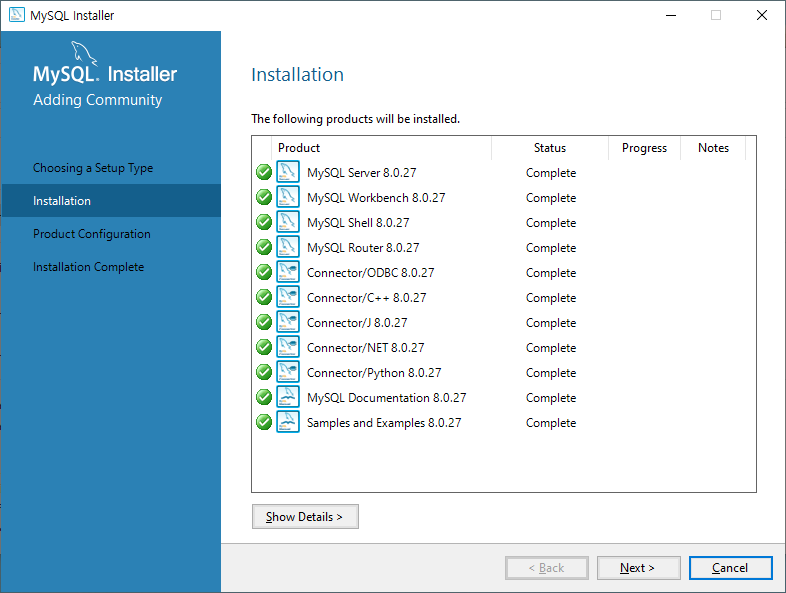 MySQL Installer
MySQL. Installer
Adding Community
Choosing a Setup Type
Installation
Product Configuration
Installation Complete
Installation
The following products will be installed.
Product Status Progress Notes
MySQL Server 8.0.27 Complete
MySQL Workbench 8.0.27 Complete
MySQL Shell 8.0.27 Complete
MySQL Router 8.0.27 Complete
Connector/ODBC 8.0.27 Complete
Connector/C++ 8.0.27 Complete
Connector/J 8.0.27 Complete
Connector/NET 8.0.27 Complete
Connector/Python 8.0.27 Complete
MySQL Documentation 8.0.27 Complete
Samples and Examples 8.0.27 Complete
Show Details >
< Back Next > Cancel